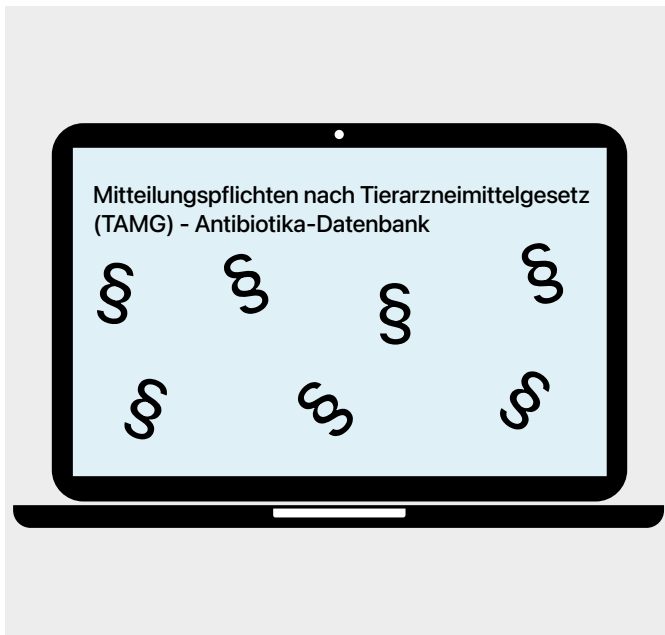 Mitteilungspflichten nach Tierarzneimittelgesetz
(TAMG) - Antibiotika-Datenbank
§ § § §
§ § §